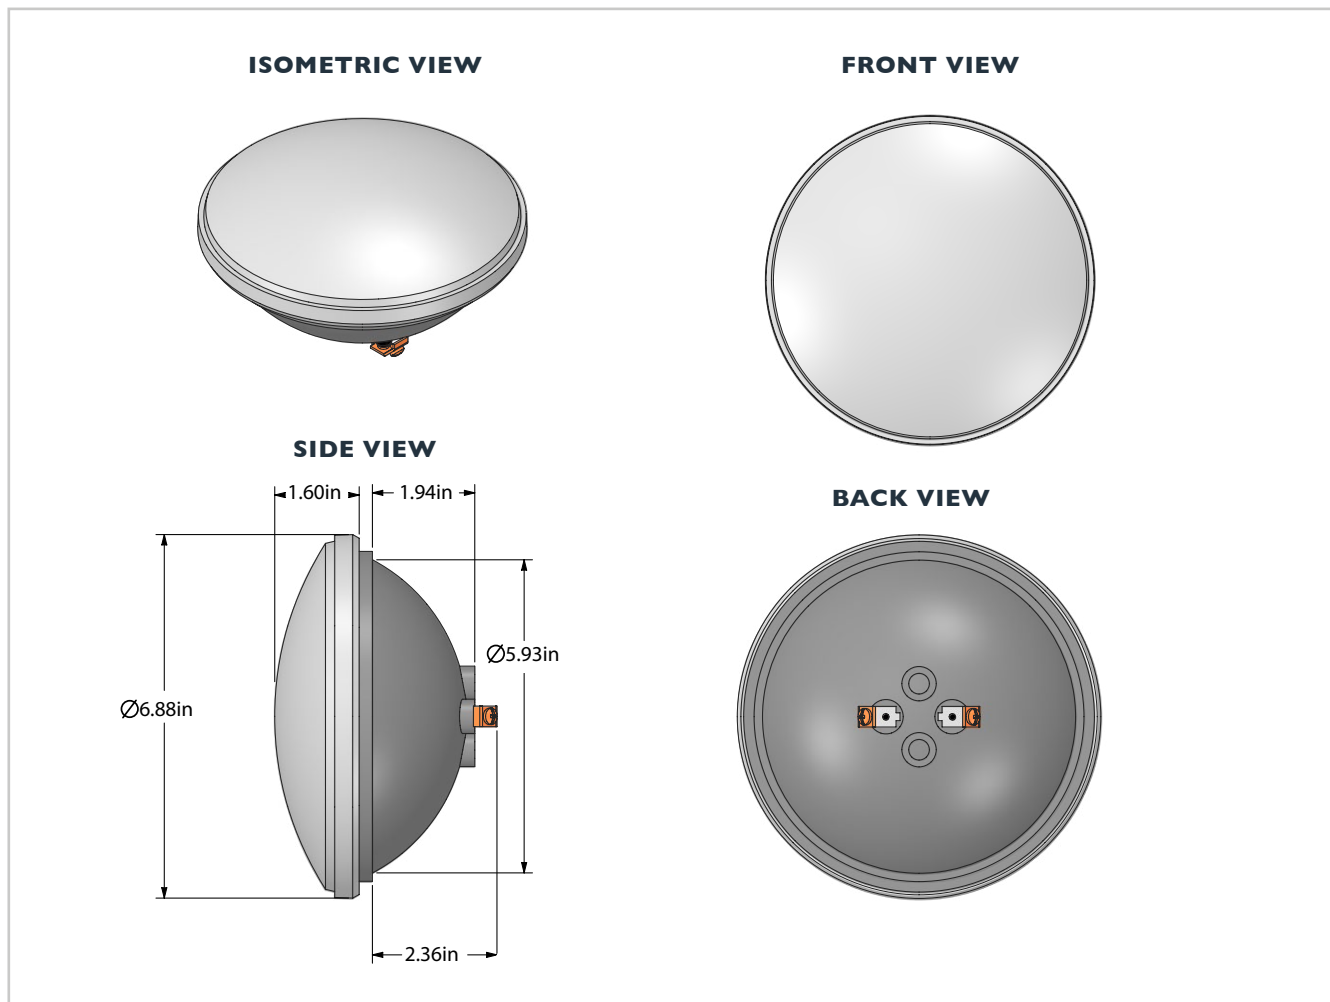 ISOMETRIC VIEW
FRONT VIEW
SIDE VIEW
1.60in
1.94in
BACK VIEW
Ø5.93in
Ø6.88in
2.36in